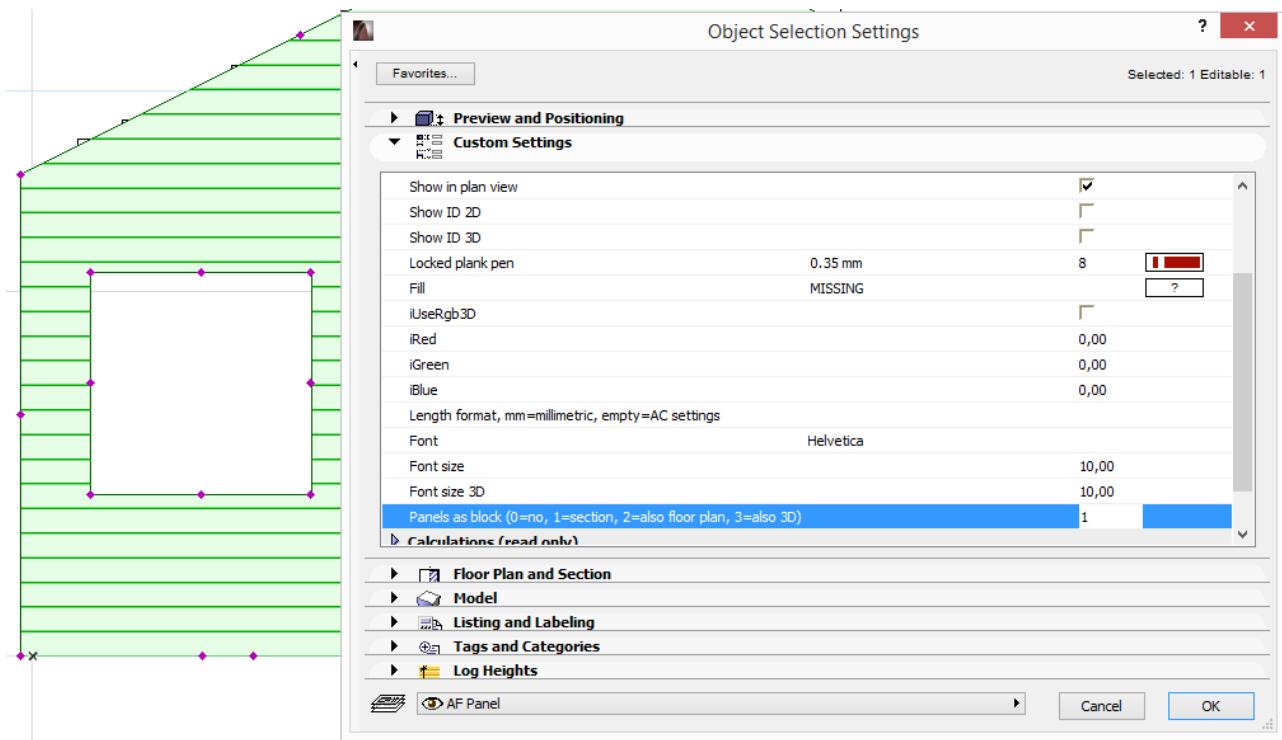 Object Selection Settings
?
×
Favorites...
Selected: 1 Editable: 1
Preview and Positioning
Custom Settings
Show in plan view
Show ID 2D
Show ID 3D
Locked plank pen 0.35 mm 8
Fill MISSING ?
iUseRgb3D
iRed 0,00
iGreen 0,00
iBlue 0,00
Length format, mm=millimetric, empty=AC settings
Font Helvetica
Font size 10,00
Font size 3D 10,00
Panels as block (0=no, 1=section, 2=also floor plan, 3=also 3D) 1
Calculations (read only)
Floor Plan and Section
Model
Listing and Labeling
Tags and Categories
Log Heights
AF Panel
Cancel
OK